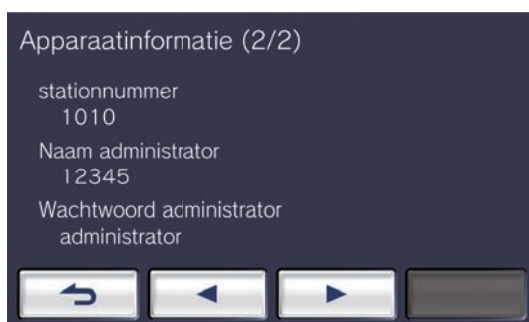 Apparaatinformatie (2/2)
stationnummer
1010
Naam administrator
12345
Wachtwoord administrator
administrator